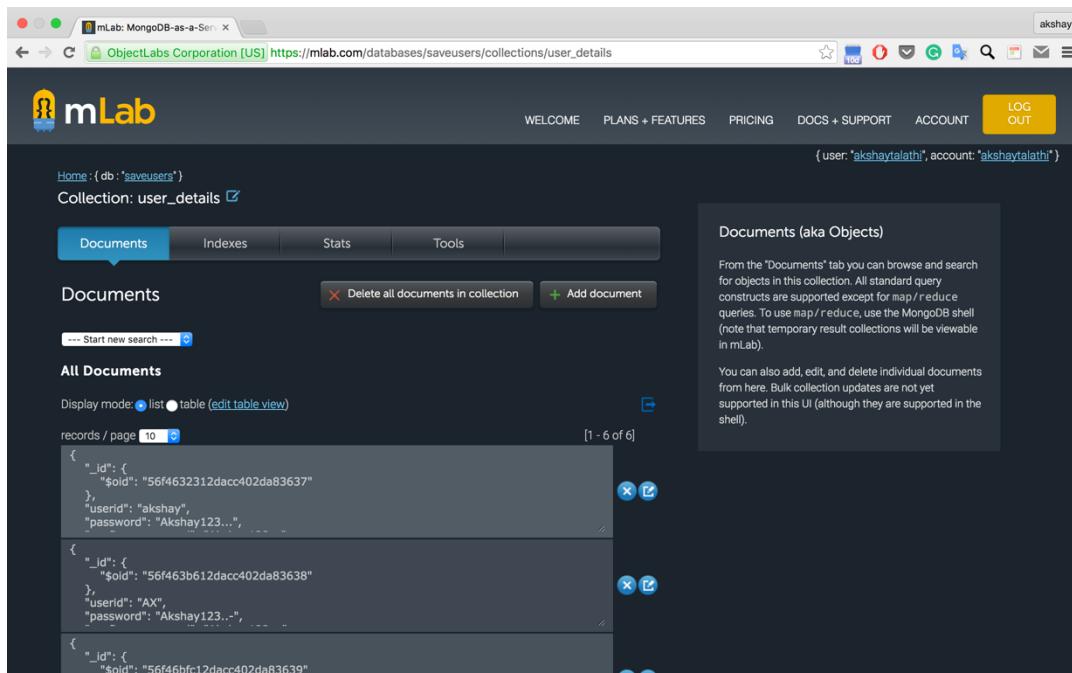 mLab: MongoDB-as-a-Serv
akshay
ObjectLabs Corporation [US] https://mlab.com/databases/saveusers/collections/user_details
10d
mLab
WELCOME PLANS + FEATURES PRICING DOCS + SUPPORT ACCOUNT LOG OUT
{ user: "akshaytalathi", account: "akshaytalathi" }
Home : { db : "saveusers" }
Collection: user_details
Documents Indexes Stats Tools
Documents
Delete all documents in collection
Add document
--- Start new search ---
All Documents
Display mode: list table (edit table view)
records / page 10 [1 - 6 of 6]
{
"_id": {
"$oid": "56f4632312dacc402da83637"
},
"userid": "akshay",
"password": "Akshay123...",
{
"_id": {
"$oid": "56f463b612dacc402da83638"
},
"userid": "AX",
"password": "Akshay123..-",
{
"_id": {
"$oid": "56f46bfc12dacc402da83639"
Documents (aka Objects)
From the "Documents" tab you can browse and search
for objects in this collection. All standard query
constructs are supported except for map/reduce
queries. To use map/reduce, use the MongoDB shell
(note that temporary result collections will be viewable
in mLab).
You can also add, edit, and delete individual documents
from here. Bulk collection updates are not yet
supported in this UI (although they are supported in the
shell).